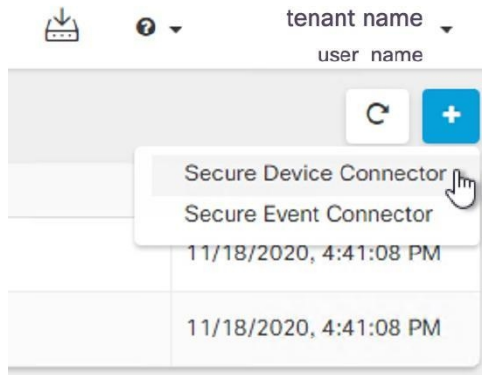 tenant name
user name
Secure Device Connector
Secure Event Connector
11/18/2020, 4:41:08 PM
11/18/2020, 4:41:08 PM